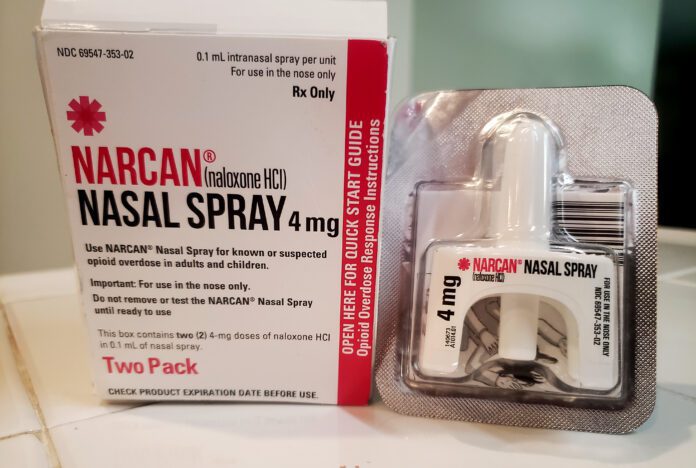 NDC 69547-353-02
0.1 mL intranasal spray per unit
For use in the nose only
Rx Only
NARCAN®
(naloxone HCl)
NASAL SPRAY 4 mg
Use NARCAN® Nasal Spray for known or suspected
opioid overdose in adults and children.
Important: For use in the nose only.
Do not remove or test the NARCAN® Nasal Spray
until ready to use
This box contains two (2) 4-mg doses of naloxone HCl
in 0.1 mL of nasal spray.
Two Pack
CHECK PRODUCT EXPIRATION DATE BEFORE USE.
OPEN HERE FOR QUICK START GUIDE
Opioid Overdose Response Instructions
NARCAN® NASAL SPRAY
(naloxone HCl)
4 mg
A1014.01
FOR USE IN THE NOSE ONLY
NDC 69547-353-02